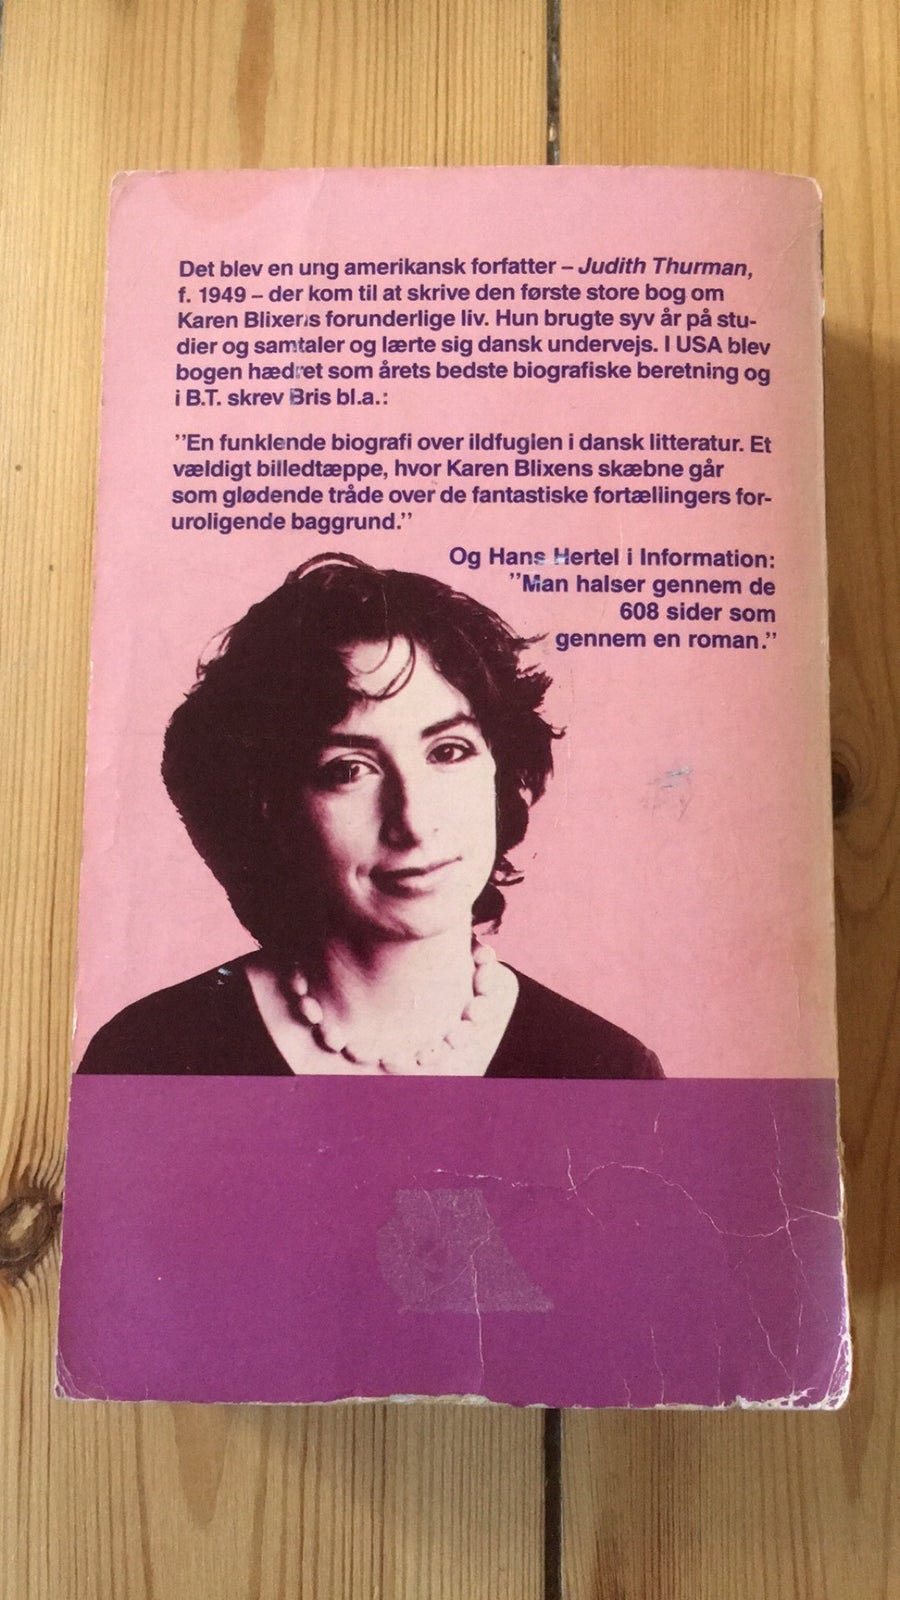 Det blev en ung amerikansk forfatter – Judith Thurman,
f. 1949 – der kom til at skrive den første store bog om
Karen Blixens forunderlige liv. Hun brugte syv år på stu-
dier og samtaler og lærte sig dansk undervejs. I USA blev
bogen hædret som årets bedste biografiske beretning og
i B.T. skrev Bris bl.a.:
”En funklende biografi over ildfuglen i dansk litteratur. Et
vældigt billedtæppe, hvor Karen Blixens skæbne går
som glødende tråde over de fantastiske fortællingers for-
uroligende baggrund.”
Og Hans Hertel i Information:
”Man halser gennem de
608 sider som
gennem en roman.”